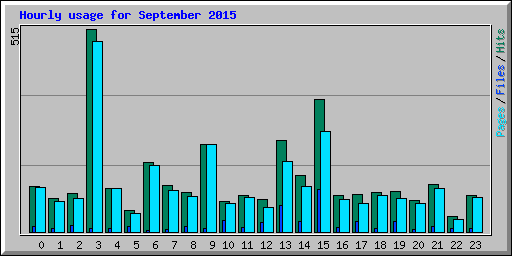 Hourly usage for September 2015
515
Pages/Files/Hits
0 1 2 3 4 5 6 7 8 9 10 11 12 13 14 15 16 17 18 19 20 21 22 23